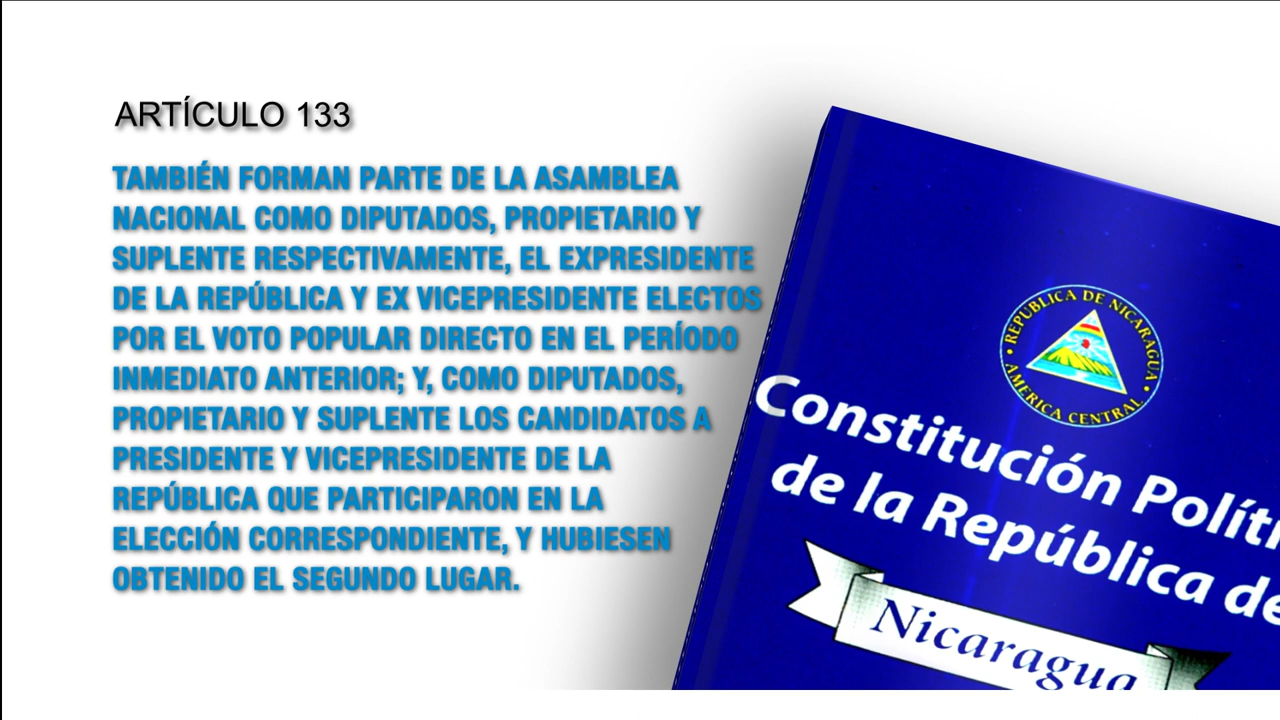 ARTÍCULO 133
TAMBIÉN FORMAN PARTE DE LA ASAMBLEA
NACIONAL COMO DIPUTADOS, PROPIETARIO Y
SUPLENTE RESPECTIVAMENTE, EL EXPRESIDENTE
DE LA REPÚBLICA Y EX VICEPRESIDENTE ELECTOS
POR EL VOTO POPULAR DIRECTO EN EL PERÍODO
INMEDIATO ANTERIOR; Y, COMO DIPUTADOS,
PROPIETARIO Y SUPLENTE LOS CANDIDATOS A
PRESIDENTE Y VICEPRESIDENTE DE LA
REPÚBLICA QUE PARTICIPARON EN LA
ELECCIÓN CORRESPONDIENTE, Y HUBIESEN
OBTENIDO EL SEGUNDO LUGAR.
REPUBLICA DE NICARAGUA
AMERICA CENTRAL
Constitución Políti
de la República de
Nicaragua